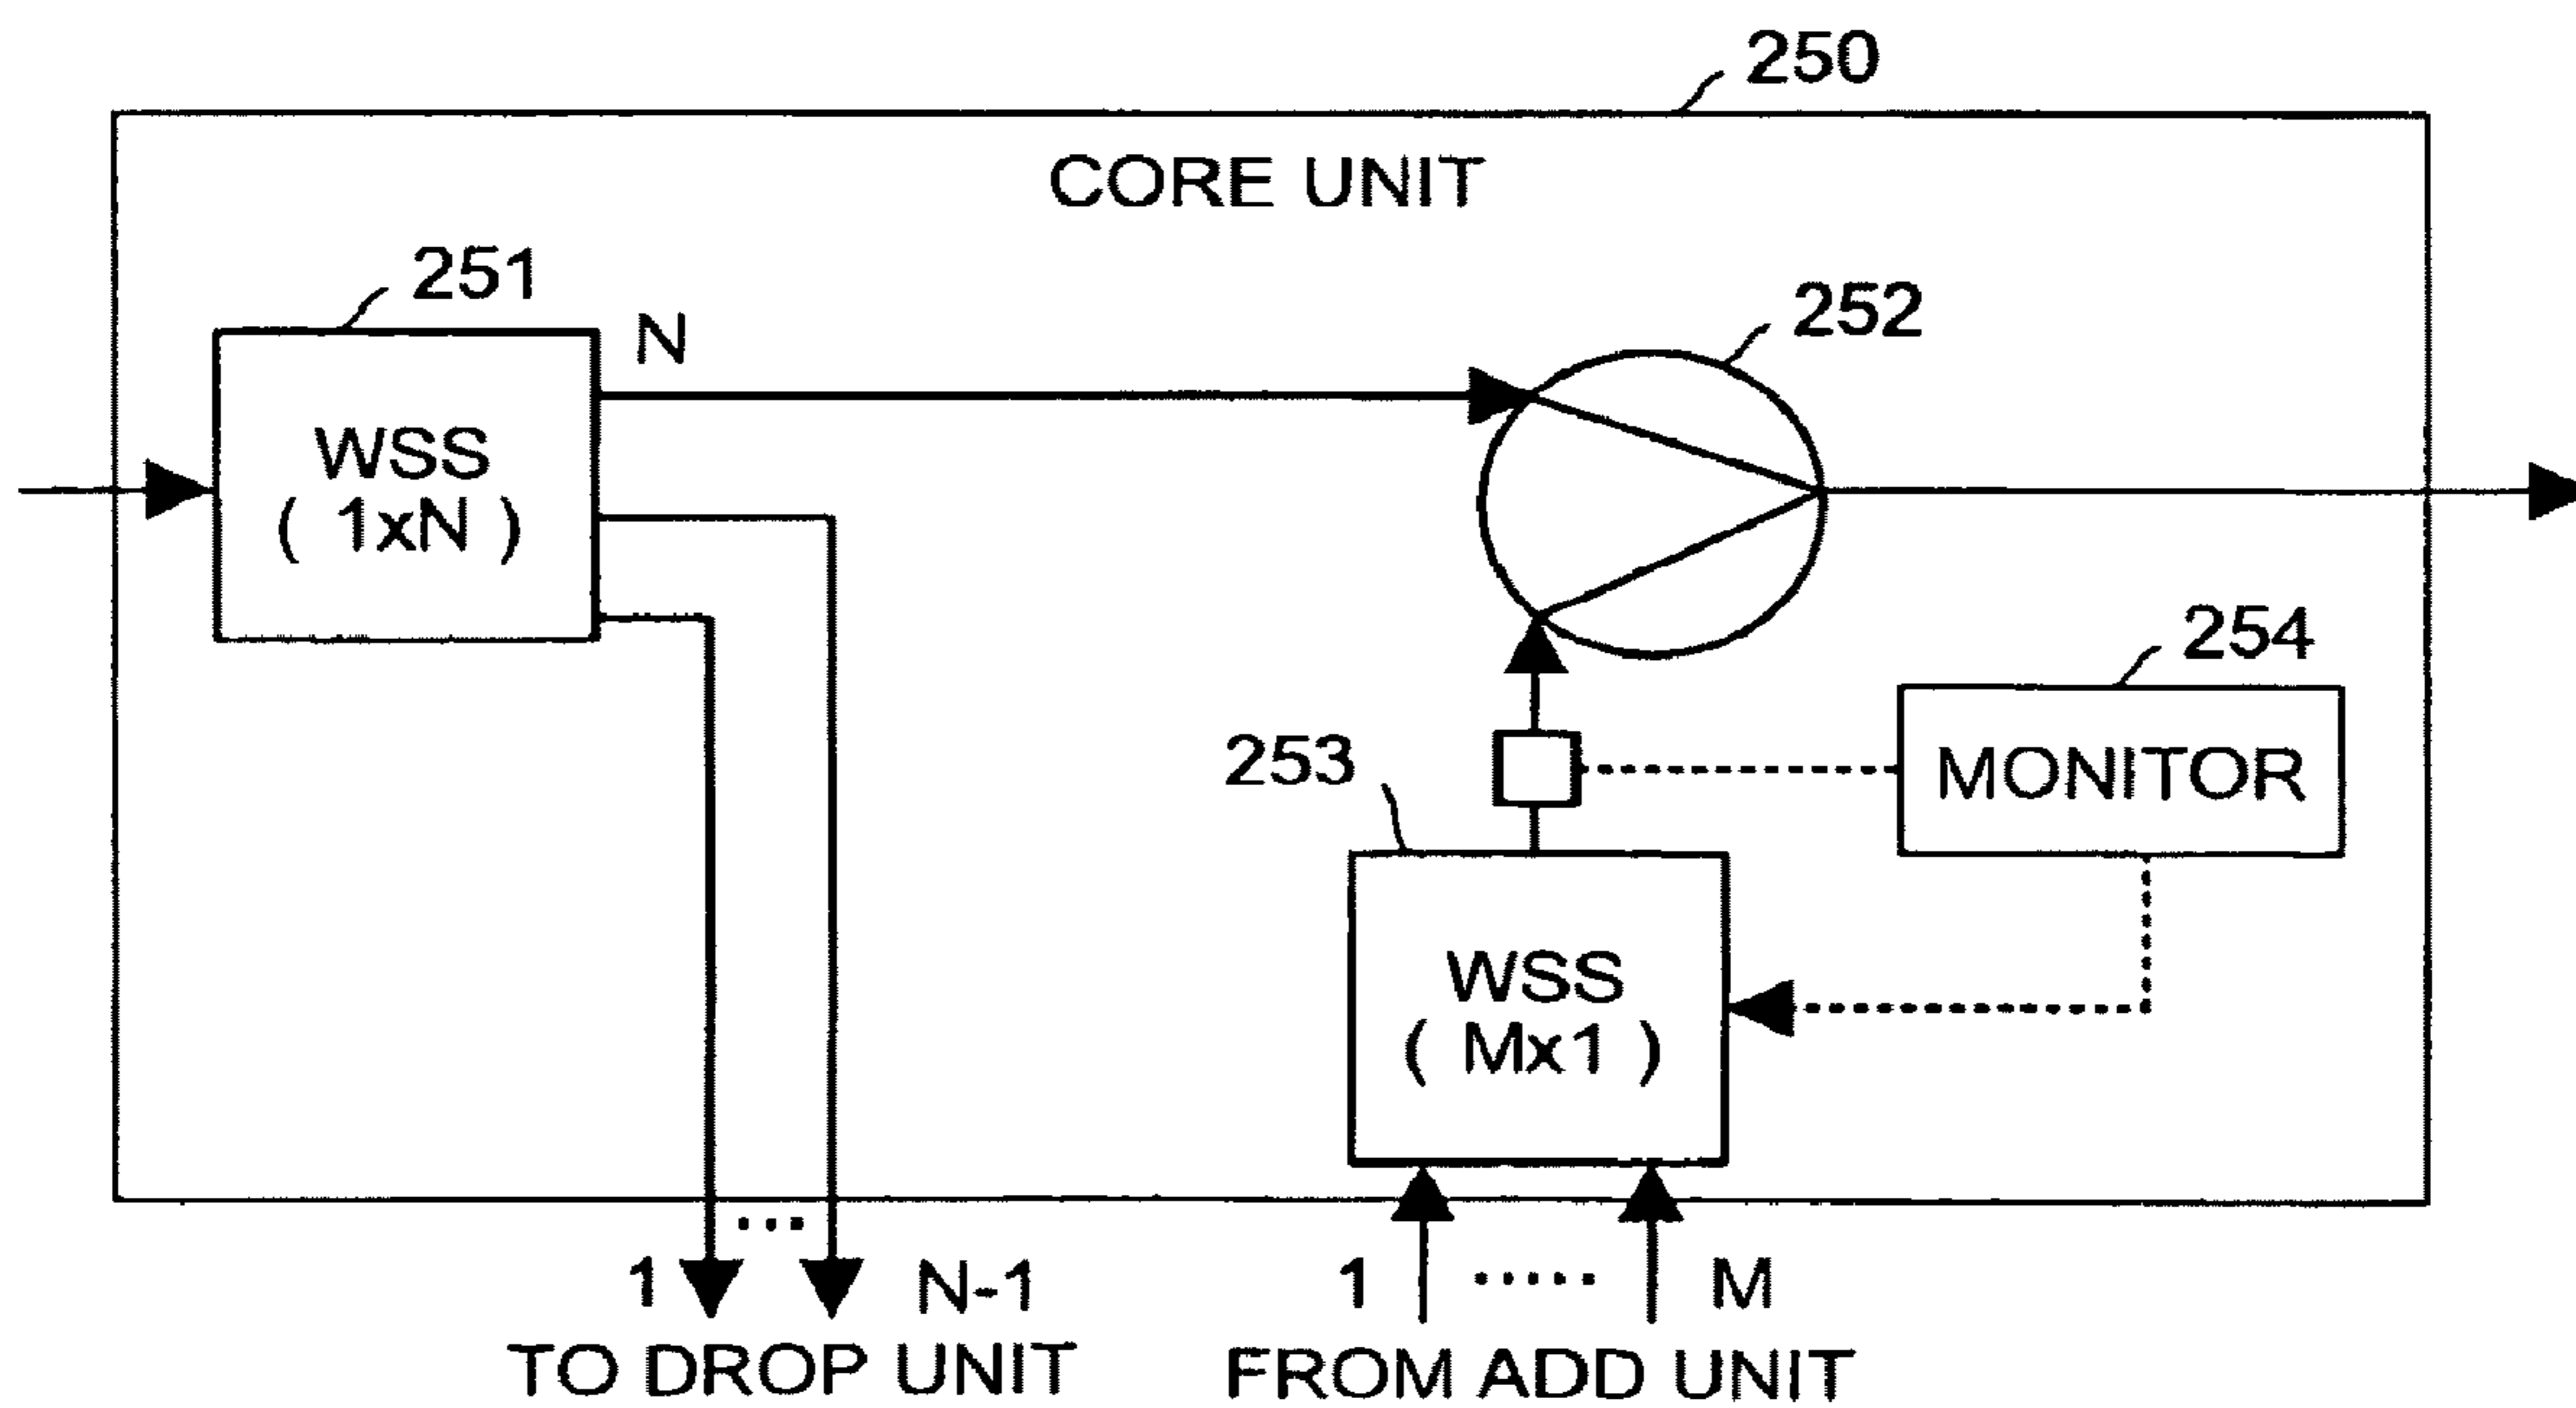 250
CORE UNIT
251
N
252
WSS
( 1xN )
254
253
MONITOR
WSS
( Mx1 )
1 ... N-1
1 ..... M
TO DROP UNIT
FROM ADD UNIT